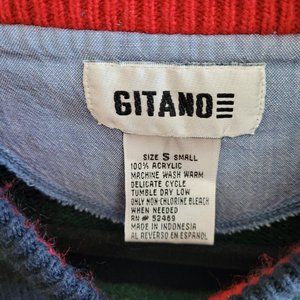 GITANO
SIZE S SMALL
100% ACRYLIC
MACHINE WASH WARM
DELICATE CYCLE
TUMBLE DRY LOW
ONLY NON-CHLORINE BLEACH
WHEN NEEDED
RN# 52469
MADE IN INDONESIA
AL REVERSO EN ESPANOL